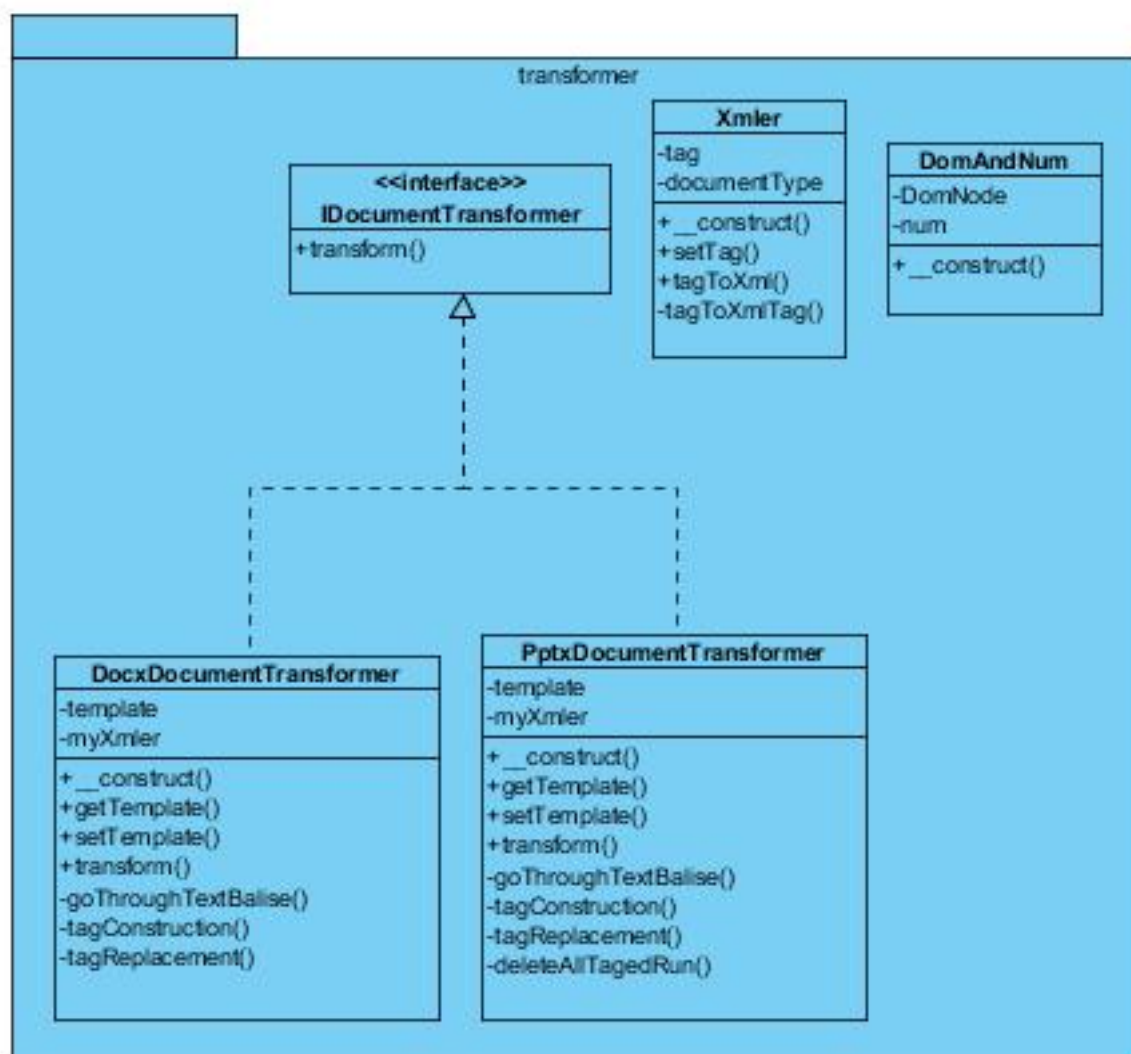 transformer
<<interface>>
IDocumentTransformer
+transform()
Xmler
-tag
-documentType
+__construct()
+setTag()
+tagToXml()
-tagToXmlTag()
DomAndNum
-DomNode
-num
+__construct()
DocxDocumentTransformer
-template
-myXmler
+__construct()
+getTemplate()
+setTemplate()
+transform()
-goThroughTextBalise()
-tagConstruction()
-tagReplacement()
PptxDocumentTransformer
-template
-myXmler
+__construct()
+getTemplate()
+setTemplate()
+transform()
-goThroughTextBalise()
-tagConstruction()
-tagReplacement()
-deleteAllTagedRun()